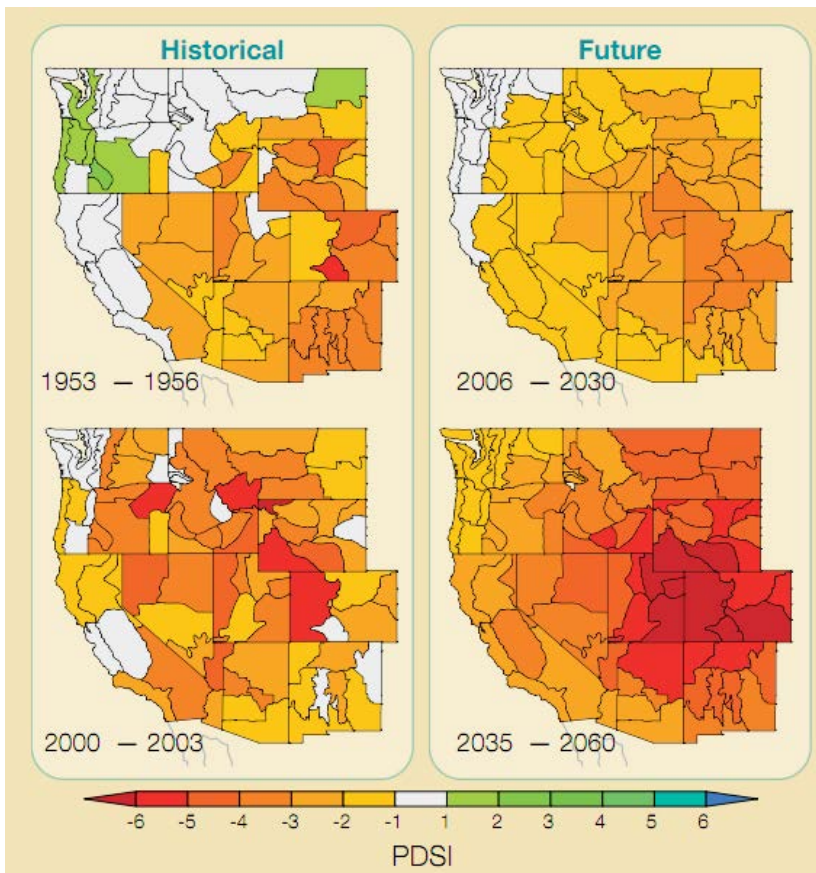 Historical
Future
1953 – 1956
2006 – 2030
2000 – 2003
2035 – 2060
-6 -5 -4 -3 -2 -1 1 2 3 4 5 6
PDSI